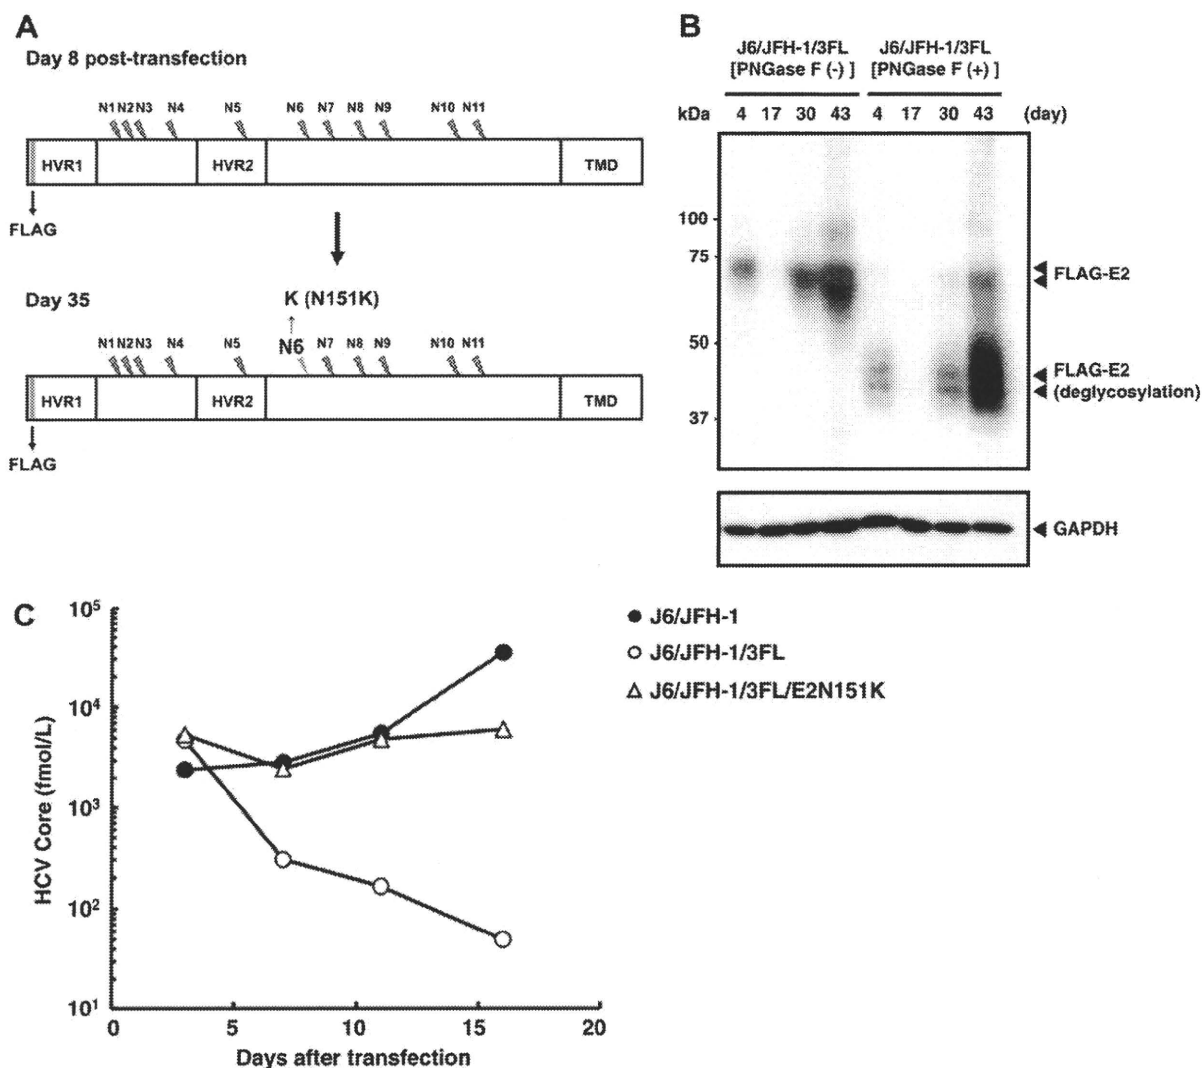 A
Day 8 post-transfection
N1 N2 N3 N4 N5 N6 N7 N8 N9 N10 N11
HVR1 HVR2 TMD
FLAG
Day 35
K (N151K)
N1 N2 N3 N4 N5 N6 N7 N8 N9 N10 N11
HVR1 HVR2 TMD
FLAG
B
J6/JFH-1/3FL J6/JFH-1/3FL
[PNGase F (-) ] [PNGase F (+) ]
kDa 4 17 30 43 4 17 30 43 (day)
100
75
FLAG-E2
50
FLAG-E2
(deglycosylation)
37
GAPDH
C
HCV Core (fmol/L)
10⁵
10⁴
10³
10²
10¹
0 5 10 15 20
Days after transfection
J6/JFH-1
J6/JFH-1/3FL
J6/JFH-1/3FL/E2N151K